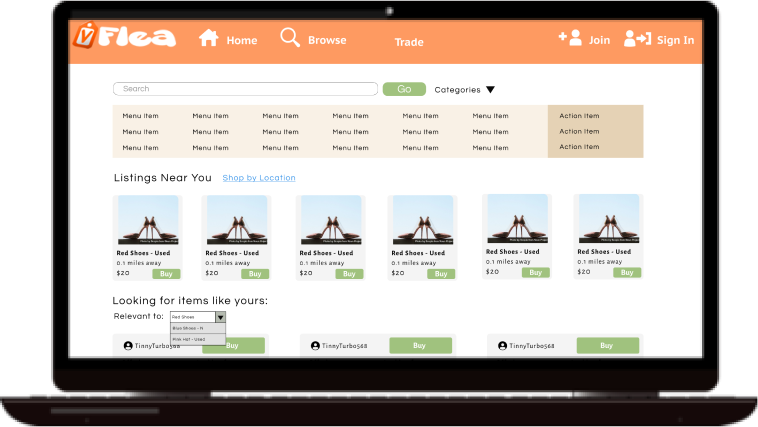 v Flea
Home
Browse
Trade
Join
Sign In
Search
Go
Categories
Menu Item Menu Item Menu Item Menu Item Menu Item Menu Item Action Item
Menu Item Menu Item Menu Item Menu Item Menu Item Menu Item Action Item
Menu Item Menu Item Menu Item Menu Item Menu Item Menu Item Action Item
Listings Near You Shop by Location
Red Shoes - Used Red Shoes - Used Red Shoes - Used Red Shoes - Used Red Shoes - Used Red Shoes - Used
0.1 miles away 0.1 miles away 0.1 miles away 0.1 miles away 0.1 miles away 0.1 miles away
$20 Buy $20 Buy $20 Buy $20 Buy $20 Buy $20 Buy
Looking for items like yours:
Relevant to: Red Shoes
Blue Shoes - N
Pink Hat - Used
TinnyTurbo568 Buy TinnyTurbo568 Buy TinnyTurbo568 Buy